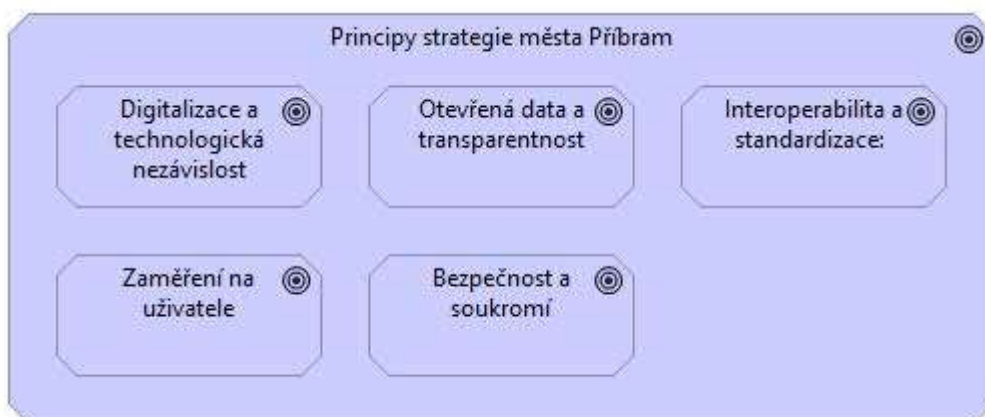 Principy strategie města Příbram
Digitalizace a
technologická
nezávislost
Otevřená data a
transparentnost
Interoperabilita a
standardizace:
Zaměření na
uživatele
Bezpečnost a
soukromí